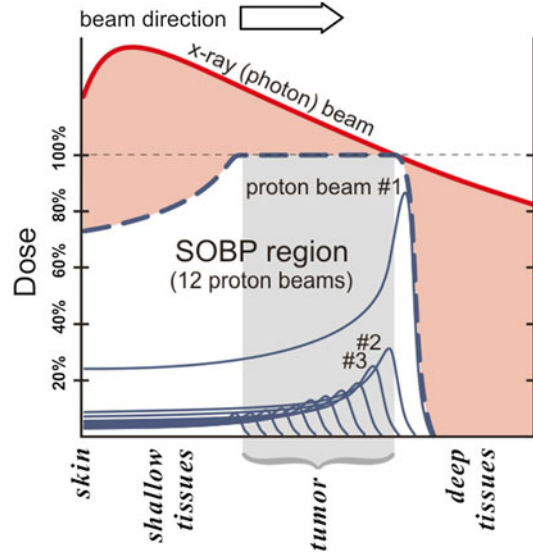 beam direction
x-ray (photon) beam
100%
80%
60%
40%
20%
Dose
proton beam #1
SOBP region
(12 proton beams)
#2
#3
skin
shallow
tissues
tumor
deep
tissues